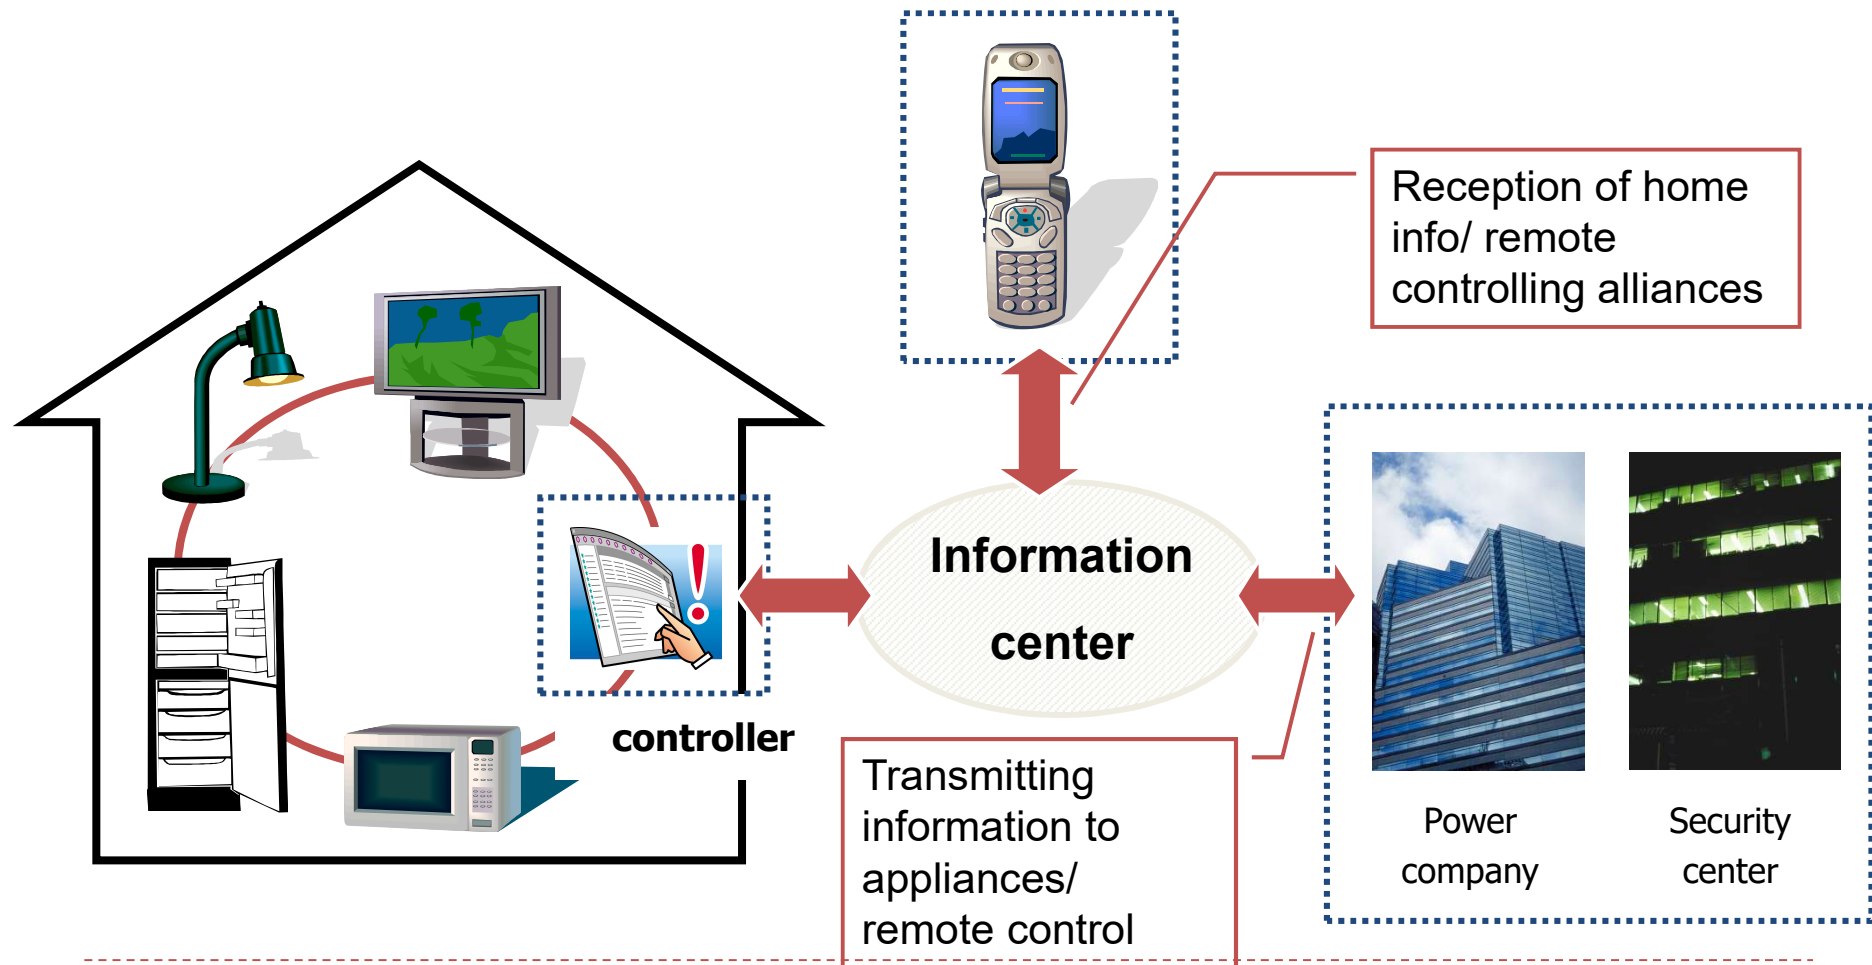 Reception of home
info/ remote
controlling alliances
Information
center
controller
Transmitting
information to
appliances/
remote control
Power
company
Security
center